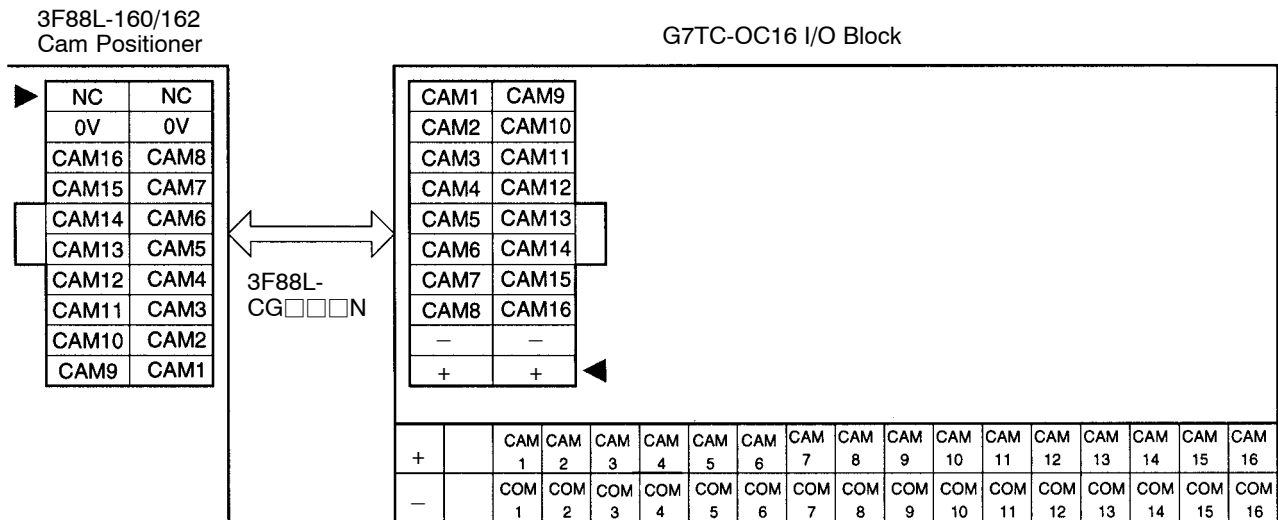 3F88L-160/162
Cam Positioner
G7TC-OC16 I/O Block
NC NC
0V 0V
CAM16 CAM8
CAM15 CAM7
CAM14 CAM6
CAM13 CAM5
CAM12 CAM4
CAM11 CAM3
CAM10 CAM2
CAM9 CAM1
3F88L-
CG□□□N
CAM1 CAM9
CAM2 CAM10
CAM3 CAM11
CAM4 CAM12
CAM5 CAM13
CAM6 CAM14
CAM7 CAM15
CAM8 CAM16
− −
+ +
+ CAM 1 CAM 2 CAM 3 CAM 4 CAM 5 CAM 6 CAM 7 CAM 8 CAM 9 CAM 10 CAM 11 CAM 12 CAM 13 CAM 14 CAM 15 CAM 16
− COM 1 COM 2 COM 3 COM 4 COM 5 COM 6 COM 7 COM 8 COM 9 COM 10 COM 11 COM 12 COM 13 COM 14 COM 15 COM 16